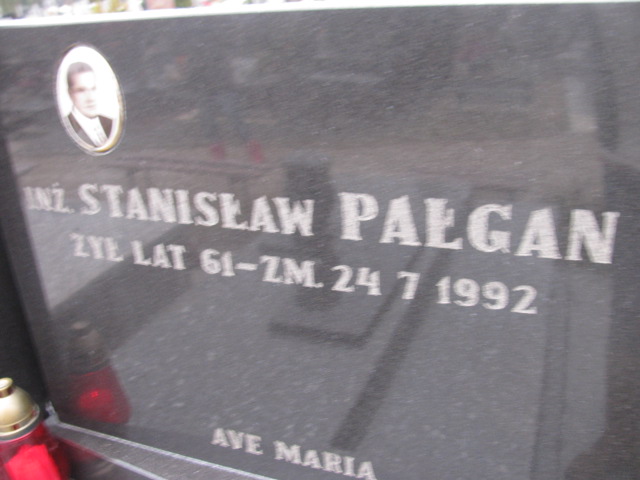 INŻ. STANISŁAW PAŁGAN
ŻYŁ LAT 61-ZM. 24 7 1992
AVE MARIA